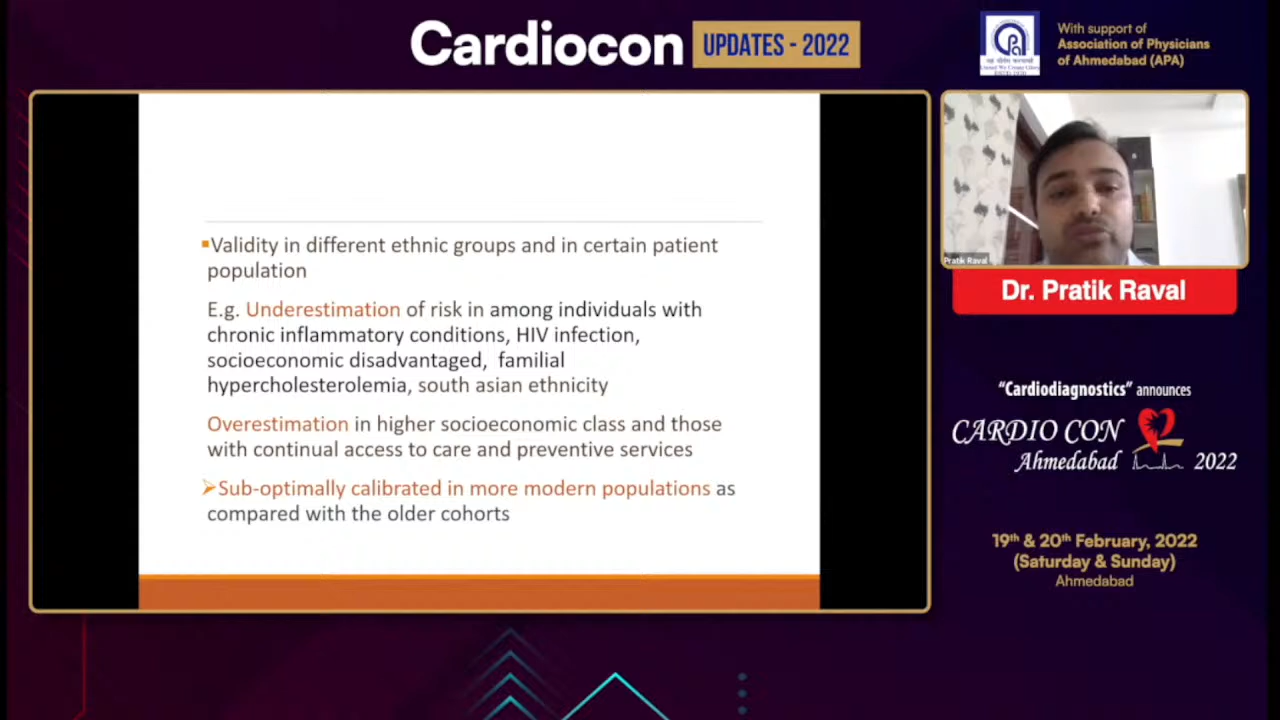 Cardiocon UPDATES - 2022
With support of
Association of Physicians
of Ahmedabad (APA)
▪Validity in different ethnic groups and in certain patient
population
E.g. Underestimation of risk in among individuals with
chronic inflammatory conditions, HIV infection,
socioeconomic disadvantaged, familial
hypercholesterolemia, south asian ethnicity
Overestimation in higher socioeconomic class and those
with continual access to care and preventive services
➢Sub-optimally calibrated in more modern populations as
compared with the older cohorts
Pratik Raval
Dr. Pratik Raval
“Cardiodiagnostics” announces
CARDIO CON
Ahmedabad 2022
19th & 20th February, 2022
(Saturday & Sunday)
Ahmedabad